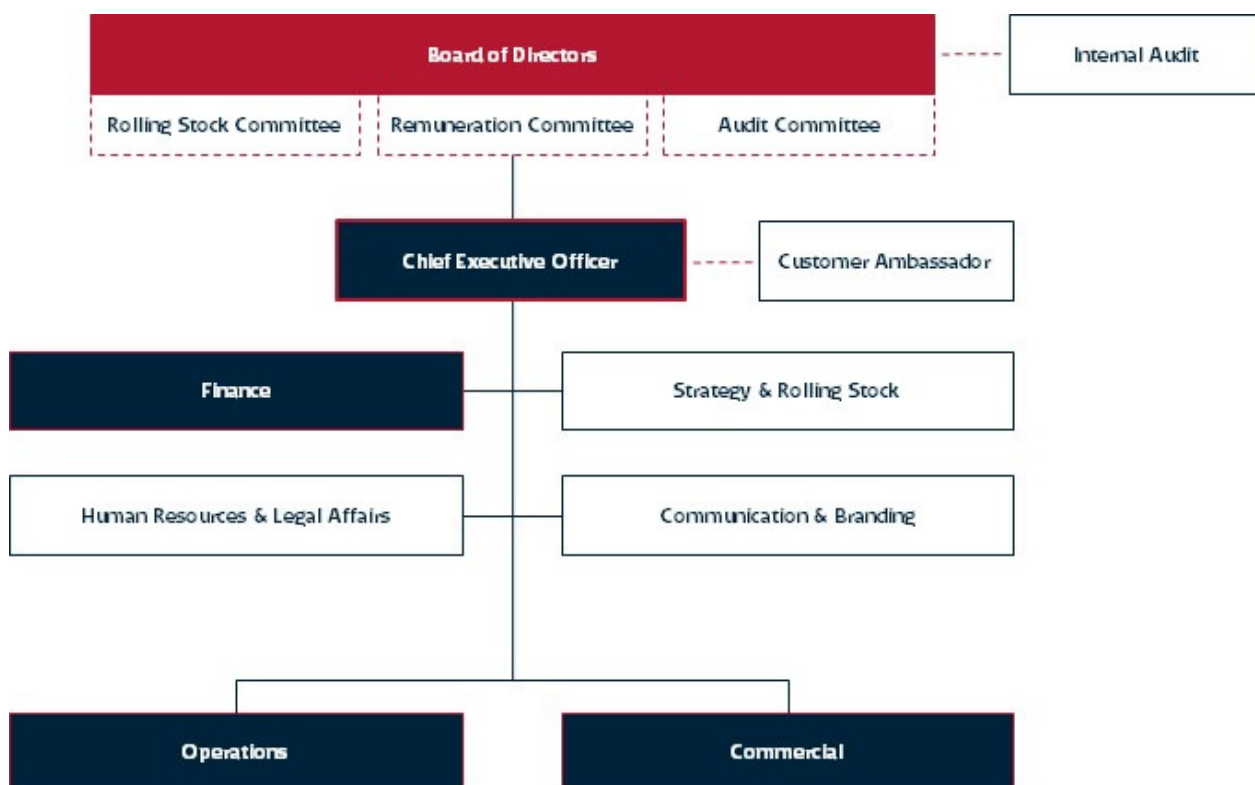 Board of Directors
Internal Audit
Rolling Stock Committee
Remuneration Committee
Audit Committee
Chief Executive Officer
Customer Ambassador
Finance
Strategy & Rolling Stock
Human Resources & Legal Affairs
Communication & Branding
Operations
Commercial